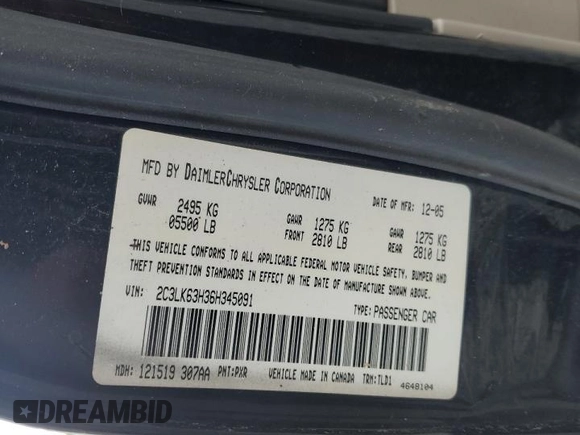 MFD BY DAIMLERCHRYSLER CORPORATION
DATE OF MFR: 12-05
GVWR 2495 KG 05500 LB
GAWR FRONT 1275 KG 2810 LB
GAWR REAR 1275 KG 2810 LB
THIS VEHICLE CONFORMS TO ALL APPLICABLE FEDERAL MOTOR VEHICLE SAFETY, BUMPER AND
THEFT PREVENTION STANDARDS IN EFFECT ON THE DATE OF MANUFACTURE SHOWN ABOVE.
VIN: 2C3LK63H36H345091
TYPE: PASSENGER CAR
MDH: 121519 307AA PNT:PXR VEHICLE MADE IN CANADA TRM:TLD1
4648104
DREAMBID